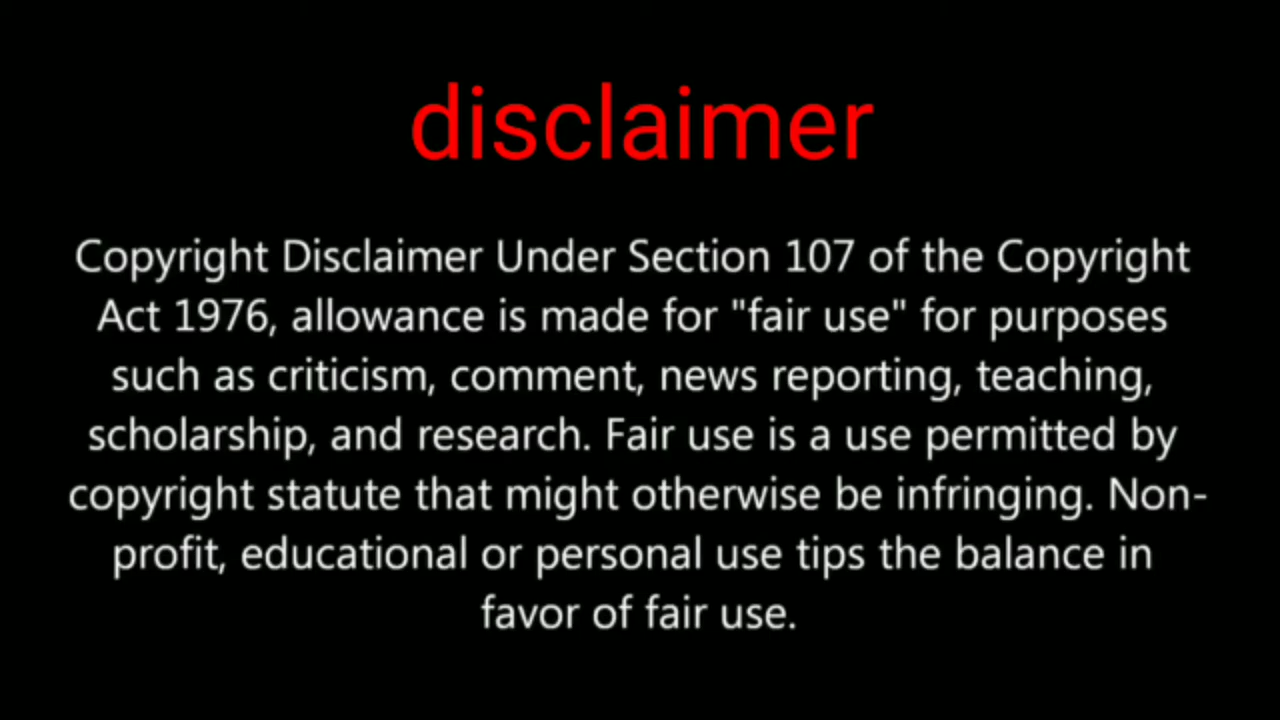 disclaimer
Copyright Disclaimer Under Section 107 of the Copyright
Act 1976, allowance is made for "fair use" for purposes
such as criticism, comment, news reporting, teaching,
scholarship, and research. Fair use is a use permitted by
copyright statute that might otherwise be infringing. Non-
profit, educational or personal use tips the balance in
favor of fair use.